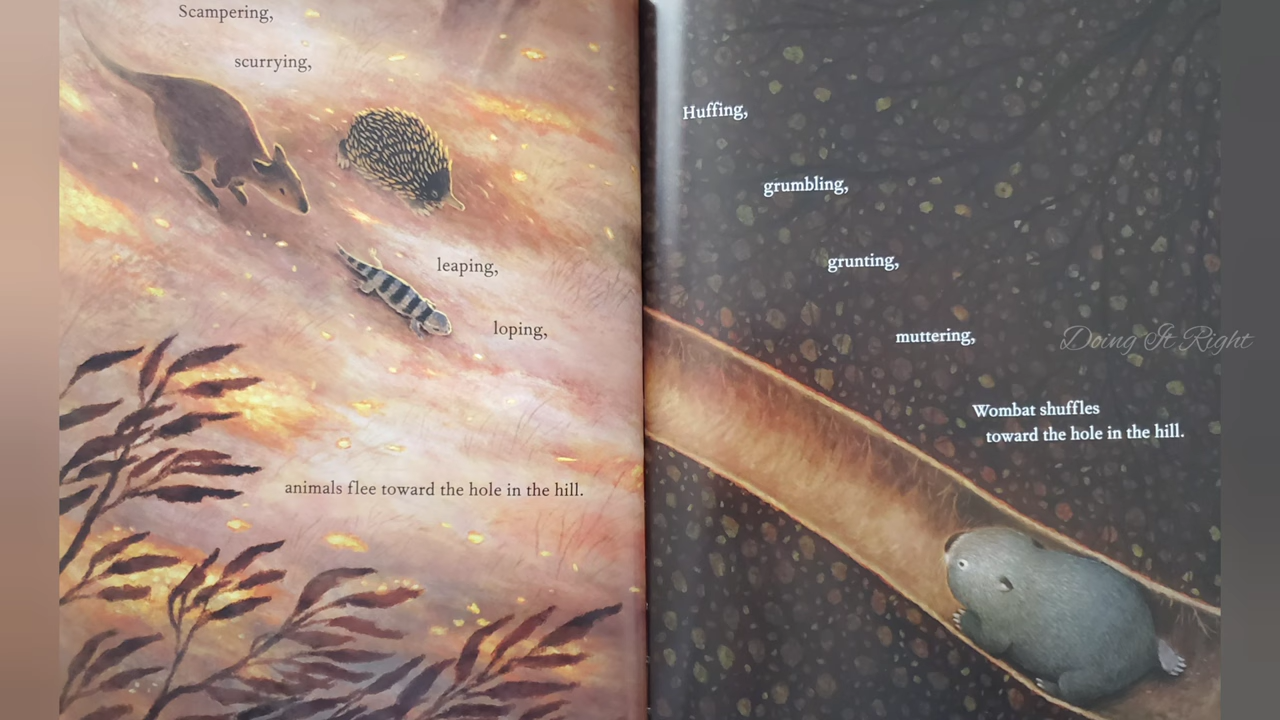 Scampering,
scurrying,
leaping,
loping,
animals flee toward the hole in the hill.
Huffing,
grumbling,
grunting,
muttering,
Wombat shuffles
toward the hole in the hill.
Doing It Right